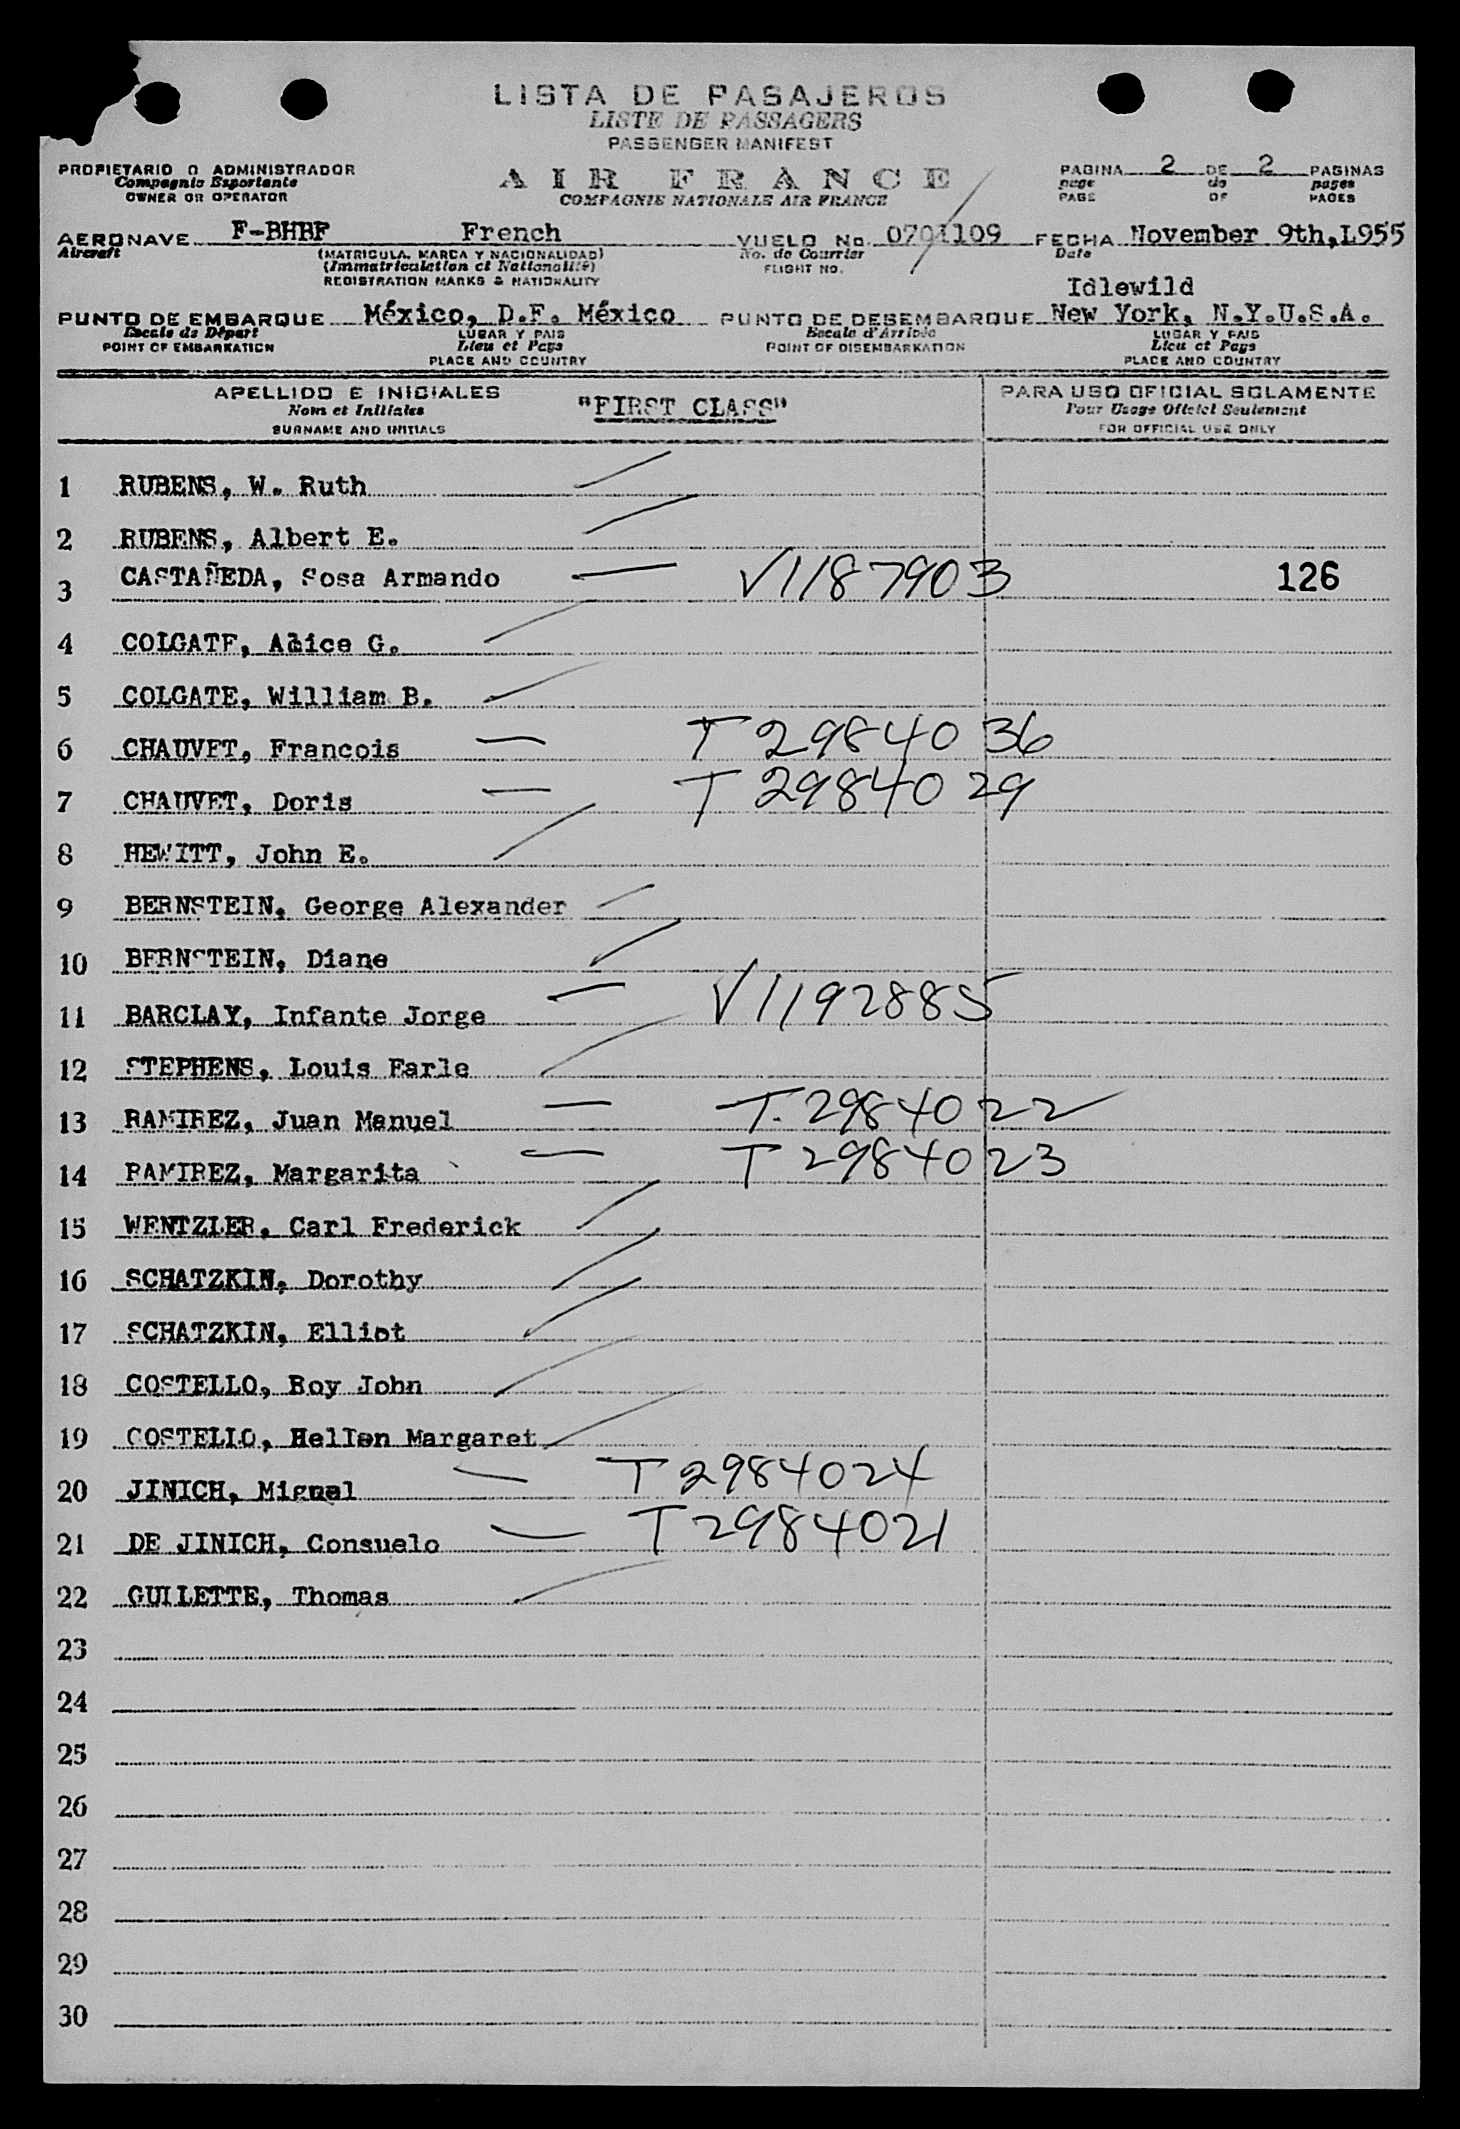 LISTA DE PASAJEROS
LISTE DE PASSAGERS
PASSENGER MANIFEST
PROPIETARIO O ADMINISTRADOR
Compagnie Exportante
OWNER OR OPERATOR
AIR FRANCE
COMPAGNIE NATIONALE AIR FRANCE
PAGINA 2 DE 2 PAGINAS
page de pages
PAGE OF PAGES
AERONAVE F-BHBF French VUELO No. 0701109 FECHA November 9th,L955
Aircraft (MATRICULA, MARCA Y NACIONALIDAD) No. de Courrier Date
(Immatriculation et Nationalité) FLIGHT NO.
REGISTRATION MARKS & NATIONALITY
Idlewild
PUNTO DE EMBARQUE México, D.F. México PUNTO DE DESEMBARQUE New York, N.Y.U.S.A.
Escale de Départ LUGAR Y PAIS Escale d'Arrivée LUGAR Y PAIS
POINT OF EMBARKATION Lieu et Pays POINT OF DISEMBARKATION Lieu et Pays
PLACE AND COUNTRY PLACE AND COUNTRY
APELLIDO E INICIALES "FIRST CLASS" PARA USO OFICIAL SOLAMENTE
Nom et Initiales Pour Usage Officiel Seulement
SURNAME AND INITIALS FOR OFFICIAL USE ONLY
1 RUBENS, W. Ruth
2 RUBENS, Albert E.
3 CASTAÑEDA, Sosa Armando V1187903 126
4 COLGATE, Alice G.
5 COLGATE, William B.
6 CHAUVET, Francois T2984036
7 CHAUVET, Doris T2984029
8 HEWITT, John E.
9 BERNSTEIN, George Alexander
10 BERNSTEIN, Diane
11 BARCLAY, Infante Jorge V1192885
12 STEPHENS, Louis Earle
13 RAMIREZ, Juan Manuel T.2984022
14 RAMIREZ, Margarita T2984023
15 WENTZLER, Carl Frederick
16 SCHATZKIN, Dorothy
17 SCHATZKIN, Elliot
18 COSTELLO, Roy John
19 COSTELLO, Hellen Margaret
20 JINICH, Miguel T2984024
21 DE JINICH, Consuelo T2984021
22 GUILLETTE, Thomas
23
24
25
26
27
28
29
30